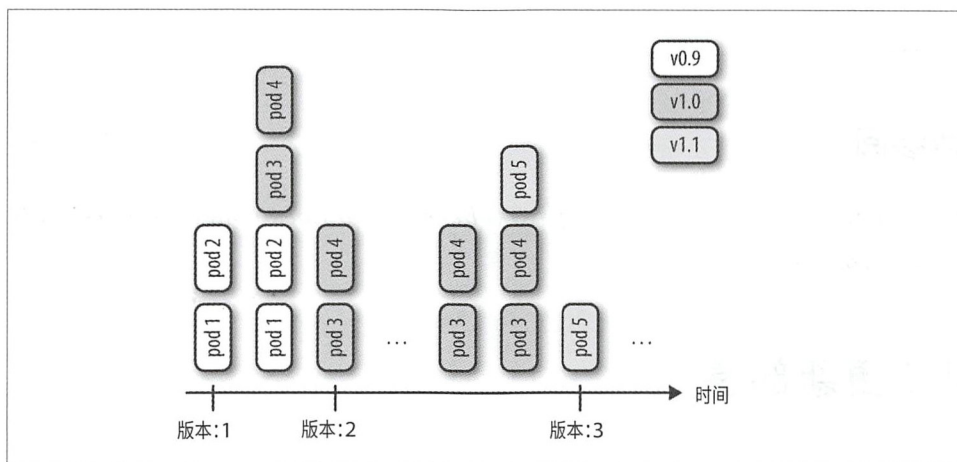 v0.9
v1.0
v1.1
pod 4
pod 3
pod 5
pod 2
pod 2
pod 4
pod 4
pod 4
pod 1
pod 1
pod 3
...
pod 3
pod 3
pod 5
...
时间
版本:1
版本:2
版本:3